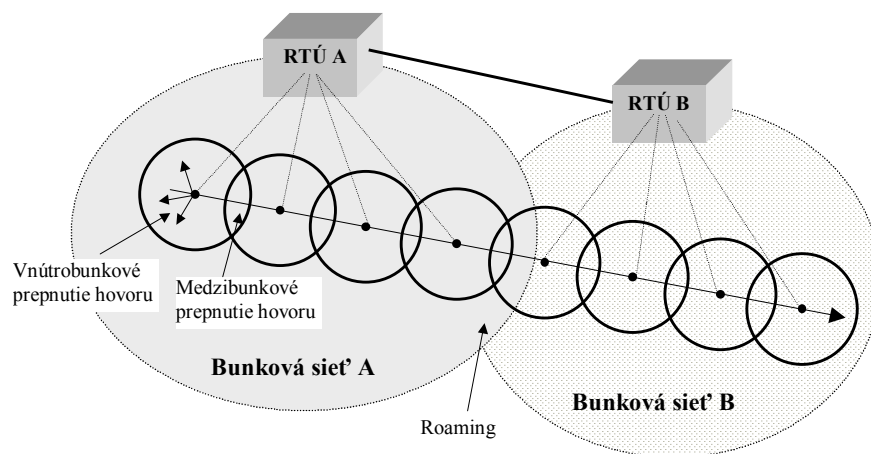 RTÚ A
RTÚ B
Vnútrobunkové
prepnutie hovoru
Medzibunkové
prepnutie hovoru
Bunková sieť A
Bunková sieť B
Roaming